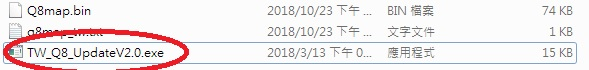 Q8map.bin 2018/10/23 下午 ... BIN 檔案 74 KB
2018/10/23 下午 ... 文字文件 1 KB
TW_Q8_UpdateV2.0.exe 2018/3/13 下午 0... 應用程式 15 KB